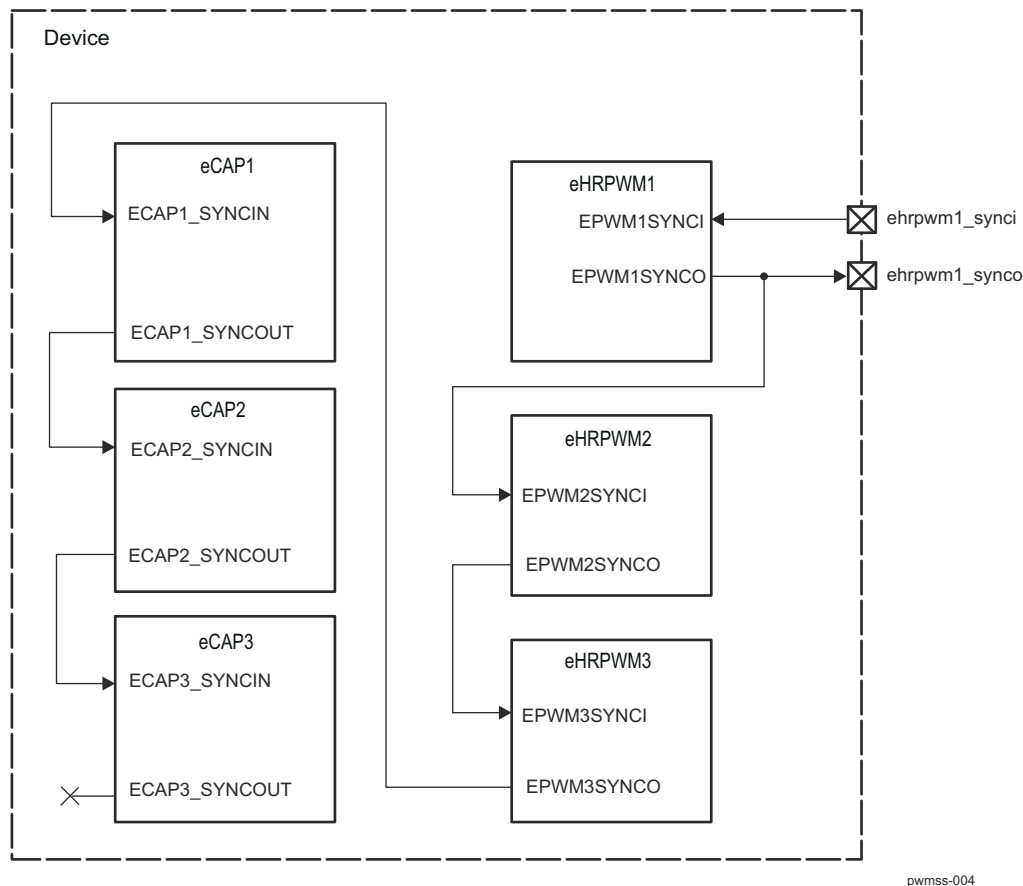 Device
eCAP1
ECAP1_SYNCIN
ECAP1_SYNCOUT
eCAP2
ECAP2_SYNCIN
ECAP2_SYNCOUT
eCAP3
ECAP3_SYNCIN
ECAP3_SYNCOUT
eHRPWM1
EPWM1SYNCI
EPWM1SYNCO
eHRPWM2
EPWM2SYNCI
EPWM2SYNCO
eHRPWM3
EPWM3SYNCI
EPWM3SYNCO
ehrpwm1_synci
ehrpwm1_synco
pwmss-004